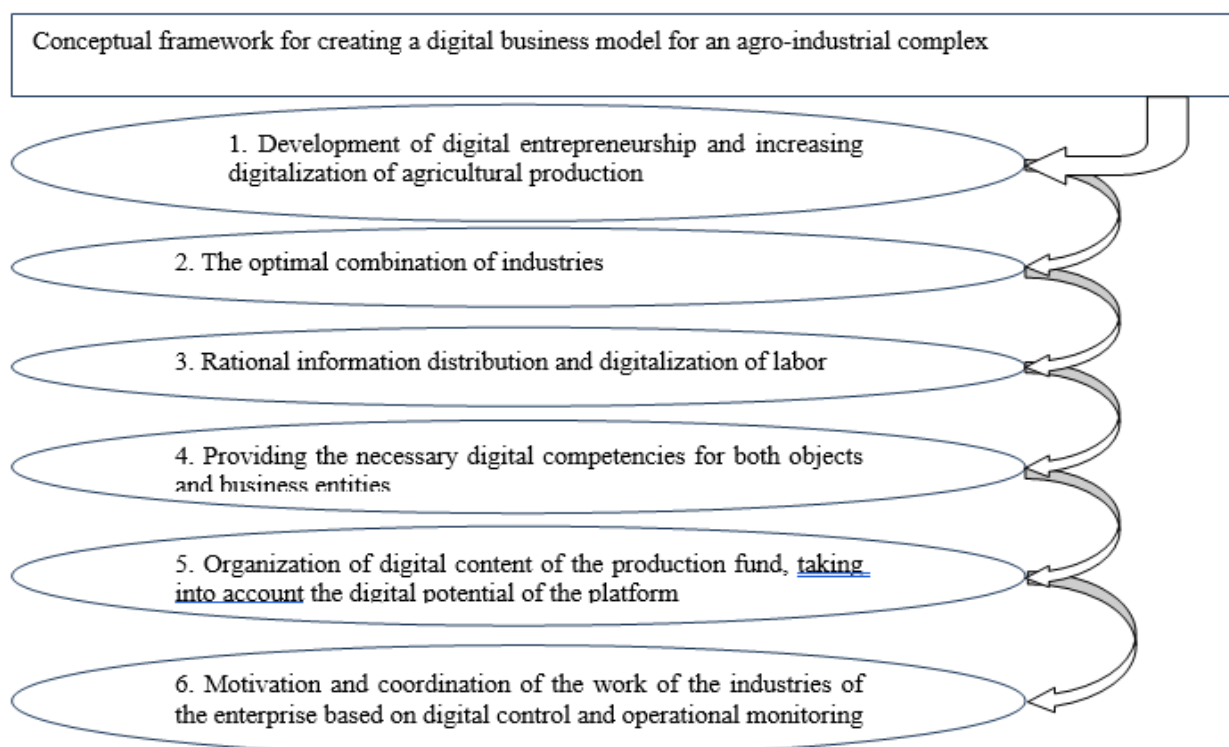 Conceptual framework for creating a digital business model for an agro-industrial complex
1. Development of digital entrepreneurship and increasing
digitalization of agricultural production
2. The optimal combination of industries
3. Rational information distribution and digitalization of labor
4. Providing the necessary digital competencies for both objects
and business entities
5. Organization of digital content of the production fund, taking
into account the digital potential of the platform
6. Motivation and coordination of the work of the industries of
the enterprise based on digital control and operational monitoring